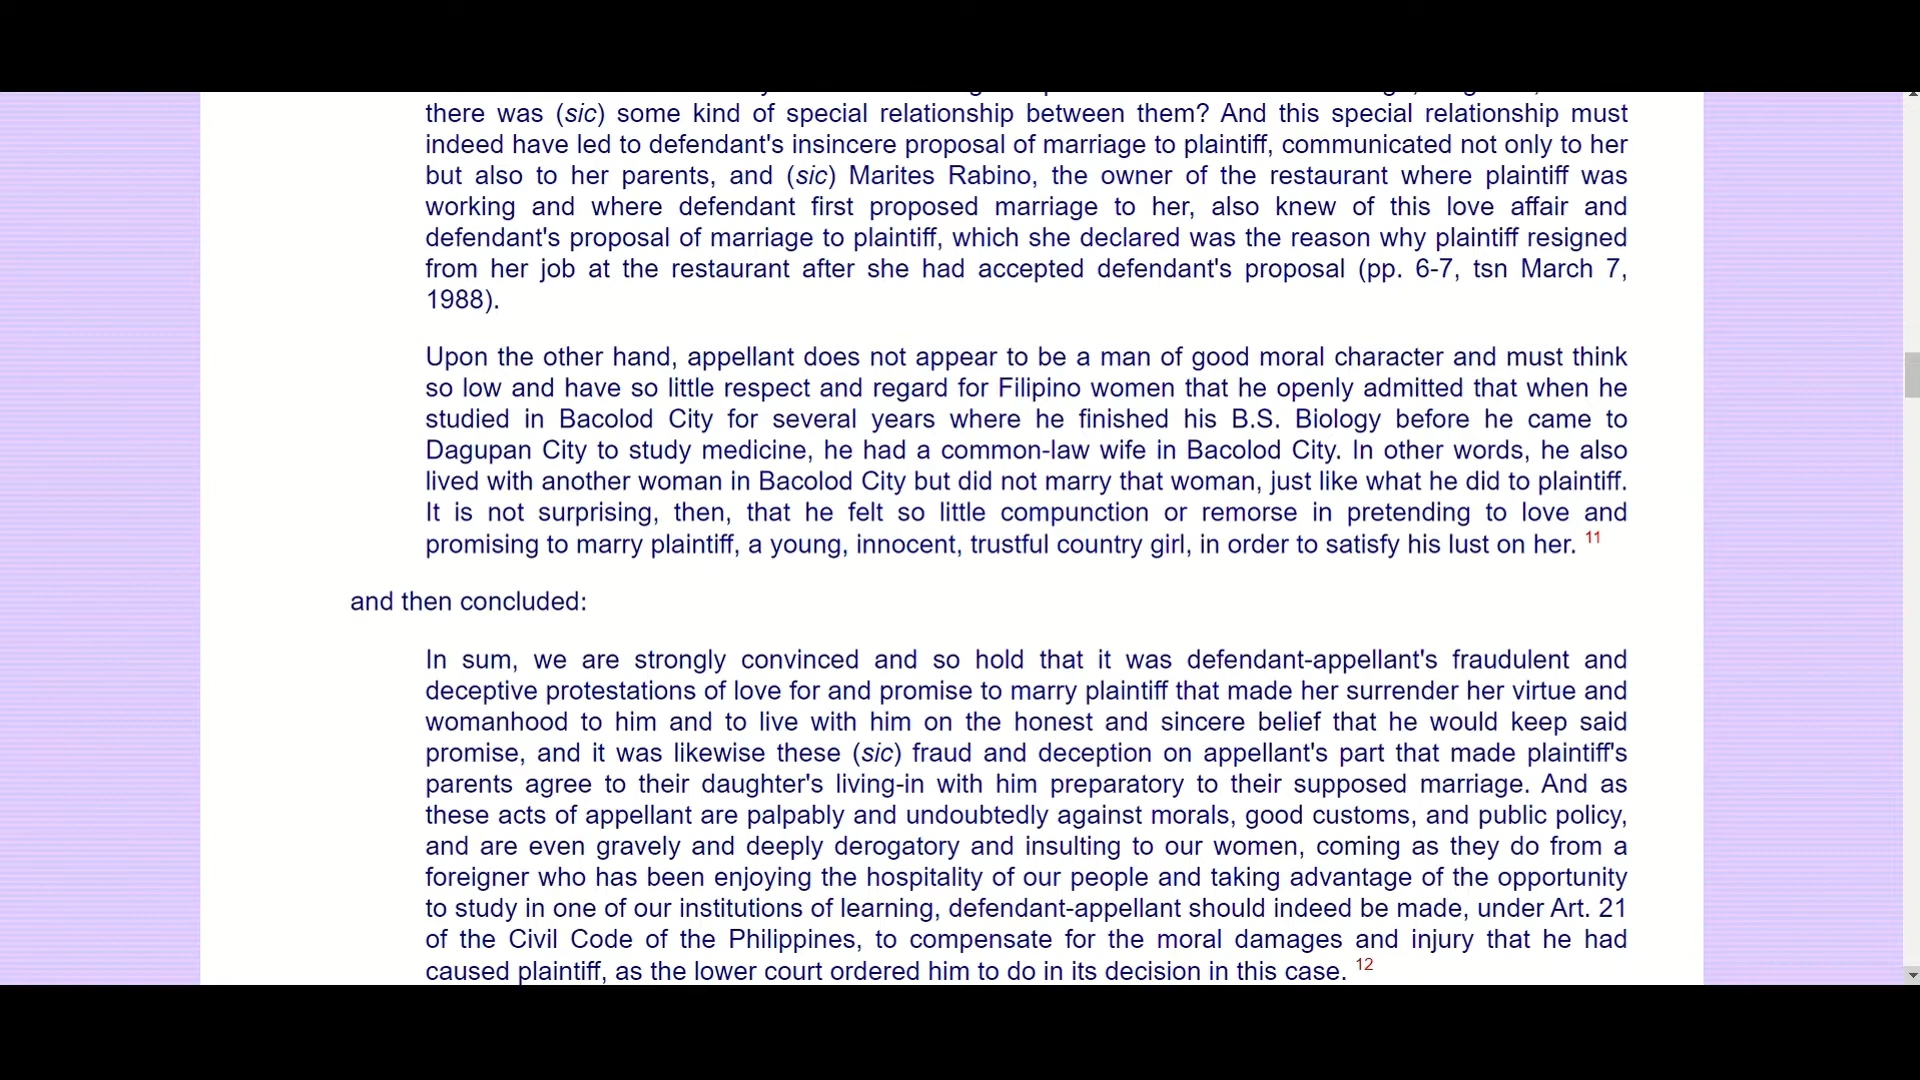 there was (sic) some kind of special relationship between them? And this special relationship must
indeed have led to defendant's insincere proposal of marriage to plaintiff, communicated not only to her
but also to her parents, and (sic) Marites Rabino, the owner of the restaurant where plaintiff was
working and where defendant first proposed marriage to her, also knew of this love affair and
defendant's proposal of marriage to plaintiff, which she declared was the reason why plaintiff resigned
from her job at the restaurant after she had accepted defendant's proposal (pp. 6-7, tsn March 7,
1988).
Upon the other hand, appellant does not appear to be a man of good moral character and must think
so low and have so little respect and regard for Filipino women that he openly admitted that when he
studied in Bacolod City for several years where he finished his B.S. Biology before he came to
Dagupan City to study medicine, he had a common-law wife in Bacolod City. In other words, he also
lived with another woman in Bacolod City but did not marry that woman, just like what he did to plaintiff.
It is not surprising, then, that he felt so little compunction or remorse in pretending to love and
promising to marry plaintiff, a young, innocent, trustful country girl, in order to satisfy his lust on her. 11
and then concluded:
In sum, we are strongly convinced and so hold that it was defendant-appellant's fraudulent and
deceptive protestations of love for and promise to marry plaintiff that made her surrender her virtue and
womanhood to him and to live with him on the honest and sincere belief that he would keep said
promise, and it was likewise these (sic) fraud and deception on appellant's part that made plaintiff's
parents agree to their daughter's living-in with him preparatory to their supposed marriage. And as
these acts of appellant are palpably and undoubtedly against morals, good customs, and public policy,
and are even gravely and deeply derogatory and insulting to our women, coming as they do from a
foreigner who has been enjoying the hospitality of our people and taking advantage of the opportunity
to study in one of our institutions of learning, defendant-appellant should indeed be made, under Art. 21
of the Civil Code of the Philippines, to compensate for the moral damages and injury that he had
caused plaintiff, as the lower court ordered him to do in its decision in this case. 12